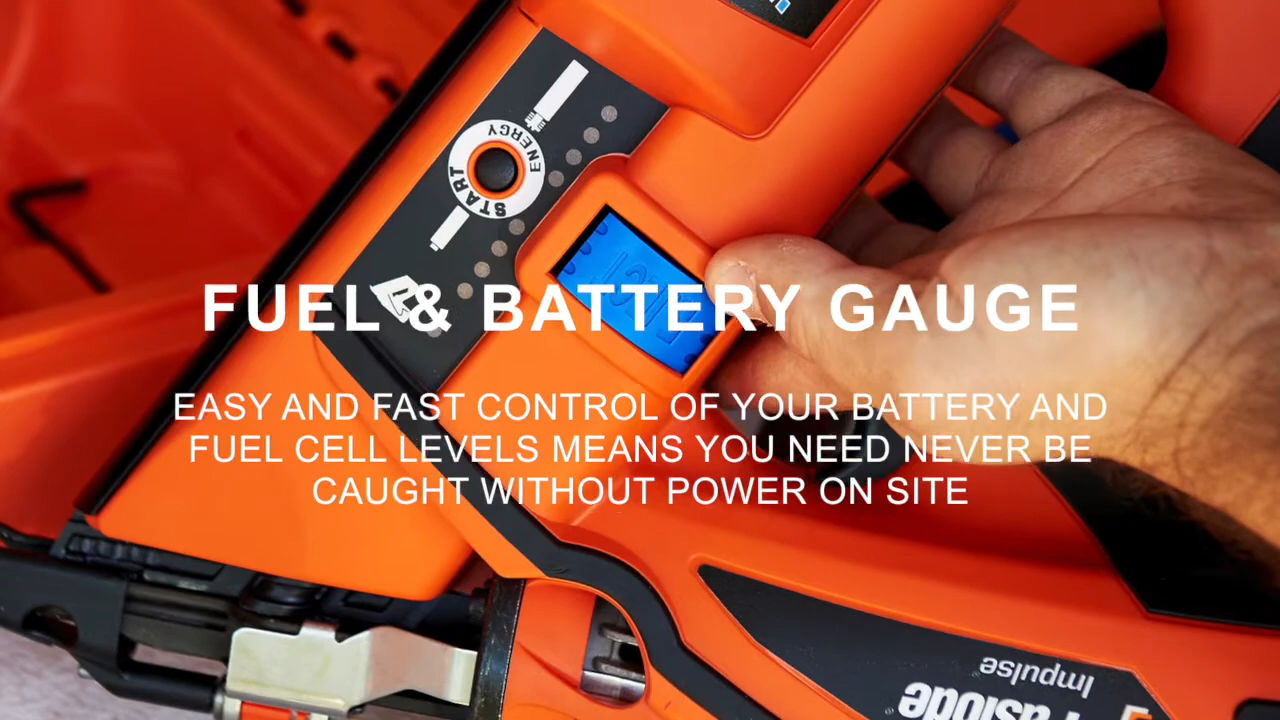 START
ENERGY
FUEL & BATTERY GAUGE
EASY AND FAST CONTROL OF YOUR BATTERY AND
FUEL CELL LEVELS MEANS YOU NEED NEVER BE
CAUGHT WITHOUT POWER ON SITE
Impulse
Paslode